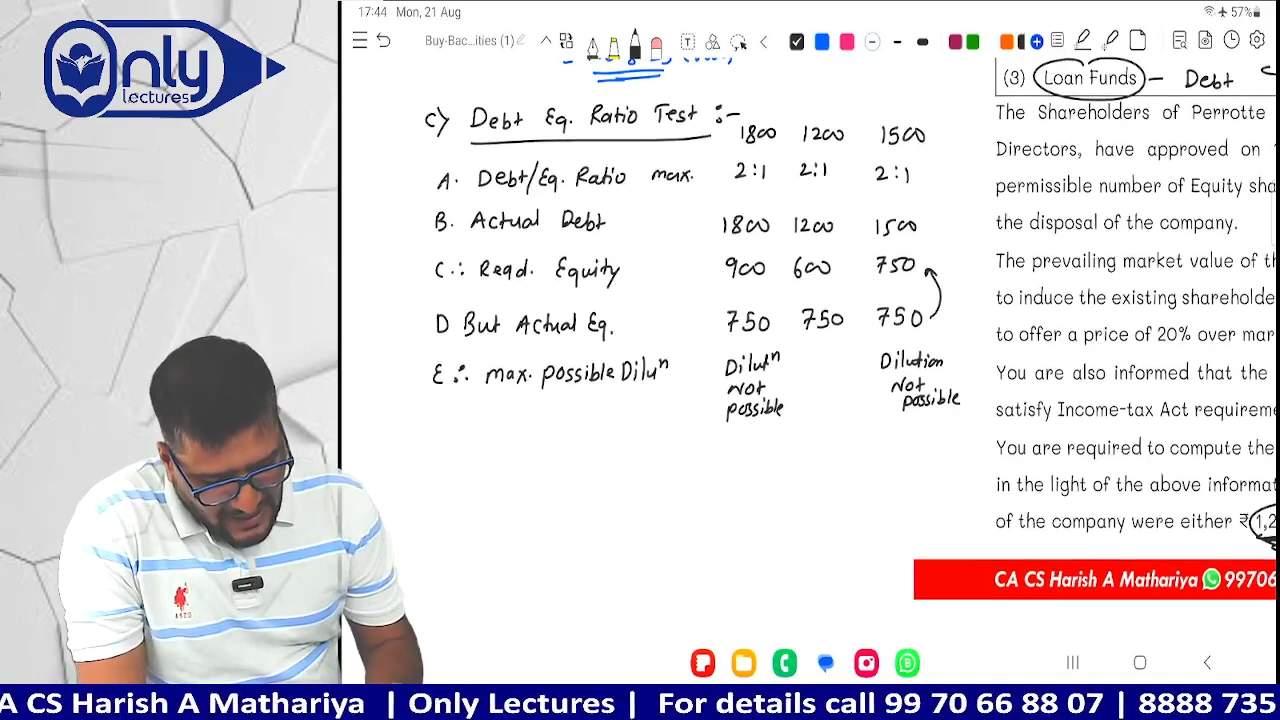 17:44 Mon, 21 Aug
57%
Only
lectures
Buy-Bac...ities (1)
C) Debt Eq. Ratio Test :-
1800 1200 1500
A. Debt/Eq. Ratio max. 2:1 2:1 2:1
B. Actual Debt 1800 1200 1500
C ∴ Reqd. Equity 900 600 750
D But Actual Eq. 750 750 750
E ∴ max. possible Diluⁿ
Dilutⁿ Not possible
Dilution Not possible
(3) Loan Funds – Debt
The Shareholders of Perrotte
Directors, have approved on
permissible number of Equity sha
the disposal of the company.
The prevailing market value of th
to induce the existing shareholde
to offer a price of 20% over mar
You are also informed that the
satisfy Income-tax Act requireme
You are required to compute the
in the light of the above informat
of the company were either ₹ 1,2
CA CS Harish A Mathariya 99706
A CS Harish A Mathariya | Only Lectures | For details call 99 70 66 88 07 | 8888 735